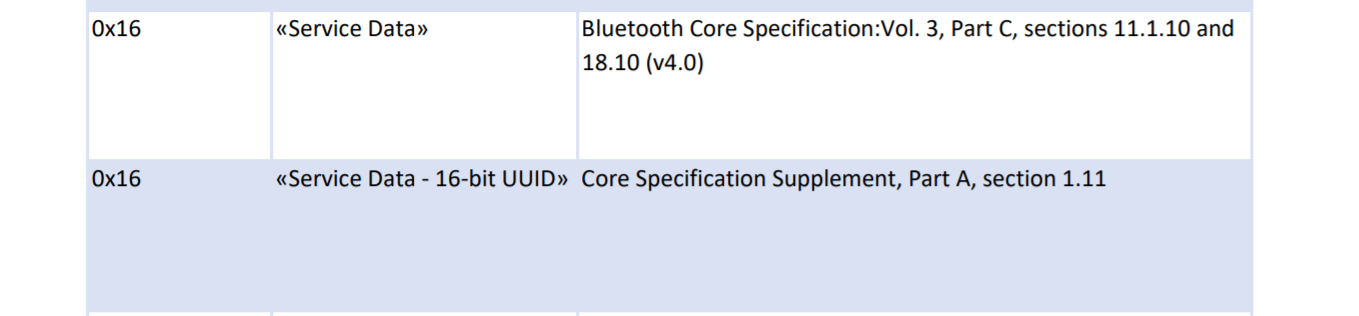 0x16 «Service Data» Bluetooth Core Specification:Vol. 3, Part C, sections 11.1.10 and
18.10 (v4.0)
0x16 «Service Data - 16-bit UUID» Core Specification Supplement, Part A, section 1.11